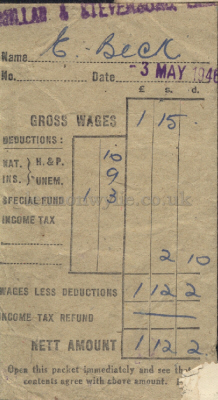 & STEVENSON
Name E. Beck
No. Date -3 MAY 1946
£ s. d.
GROSS WAGES 1 15
DEDUCTIONS:
NAT. } H. & P. 10
INS. } UNEM. 9
SPECIAL FUND 1 3
INCOME TAX
2 10
WAGES LESS DEDUCTIONS 1 12 2
INCOME TAX REFUND
NETT AMOUNT 1 12 2
Open this packet immediately and see that
contents agree with above amount.